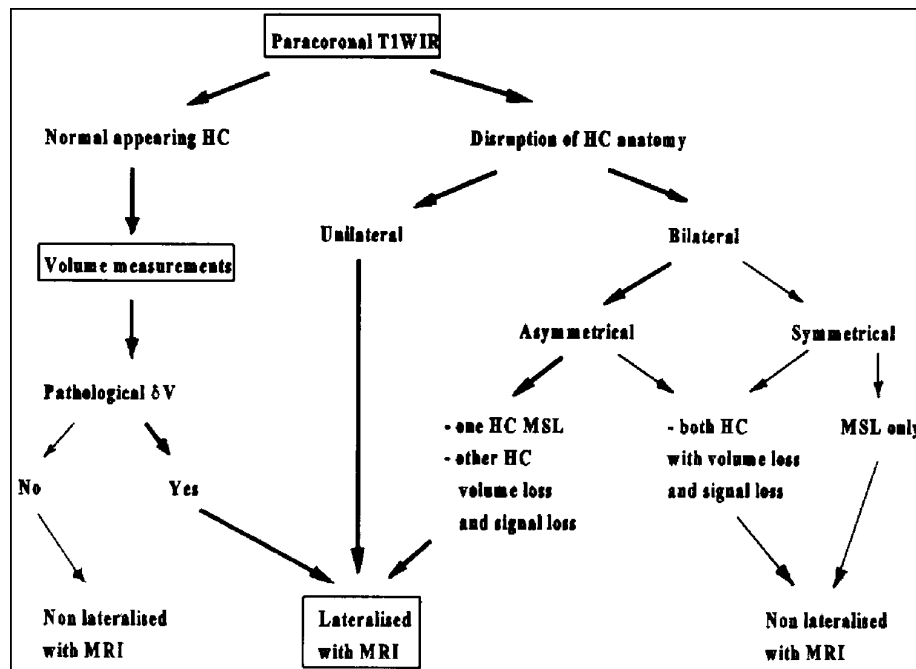 Paracoronal T1WIR
Normal appearing HC
Disruption of HC anatomy
Unilateral
Bilateral
Volume measurements
Asymmetrical
Symmetrical
Pathological δV
- one HC MSL
- other HC
volume loss
and signal loss
- both HC
with volume loss
and signal loss
MSL only
No
Yes
Non lateralised
with MRI
Lateralised
with MRI
Non lateralised
with MRI